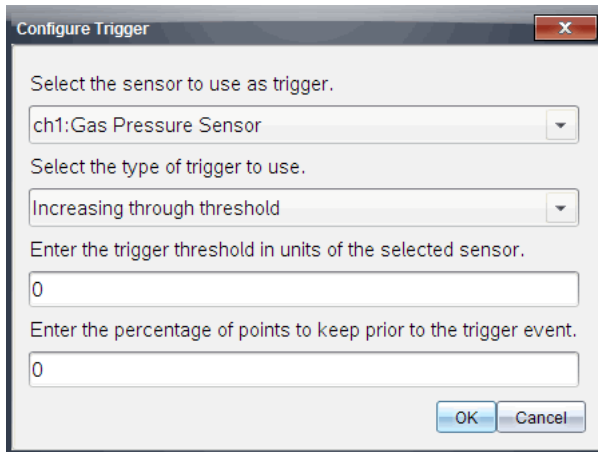 Configure Trigger
Select the sensor to use as trigger.
ch1:Gas Pressure Sensor
Select the type of trigger to use.
Increasing through threshold
Enter the trigger threshold in units of the selected sensor.
0
Enter the percentage of points to keep prior to the trigger event.
0
OK Cancel